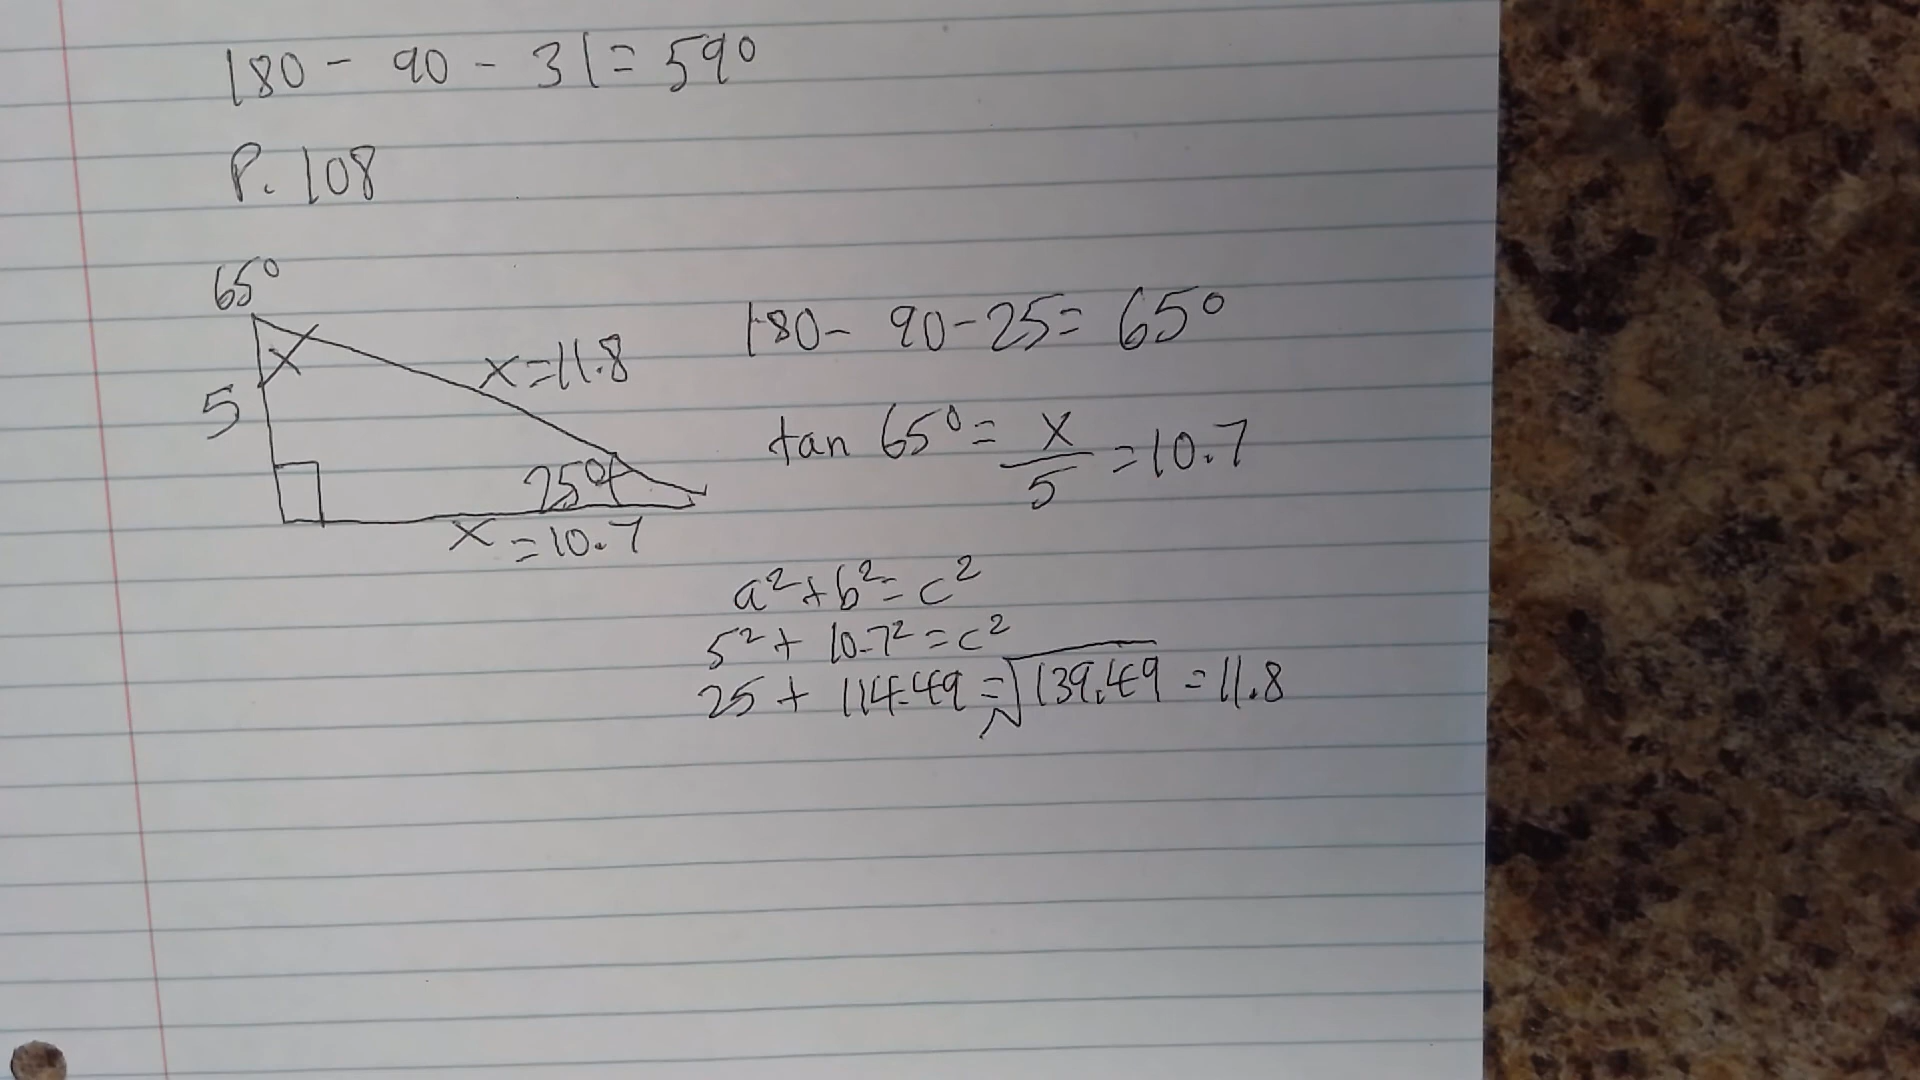 180 - 90 - 31 = 59°
P. 108
65°
x
5
x = 11.8
25°
x = 10.7
180 - 90 - 25 = 65°
tan 65° = x/5 = 10.7
a² + b² = c²
5² + 10.7² = c²
25 + 114.49 = √139.49 = 11.8